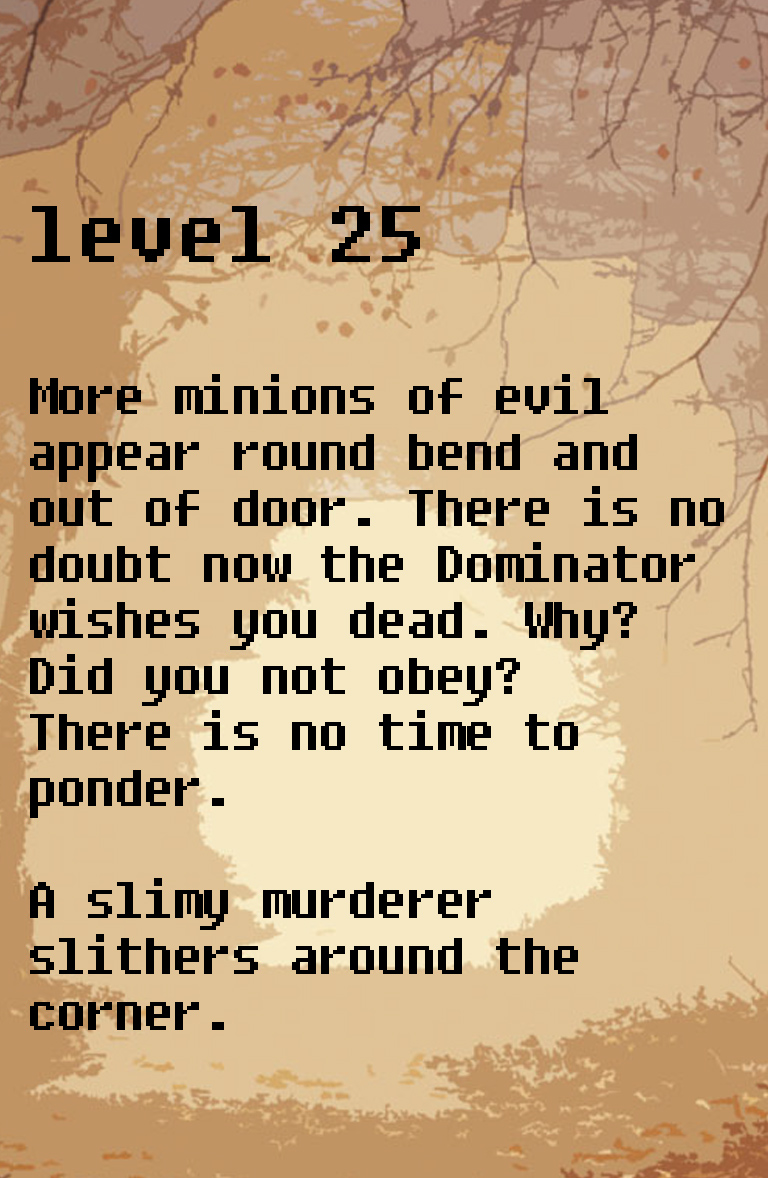 level 25
More minions of evil
appear round bend and
out of door. There is no
doubt now the Dominator
wishes you dead. Why?
Did you not obey?
There is no time to
ponder.
A slimy murderer
slithers around the
corner.